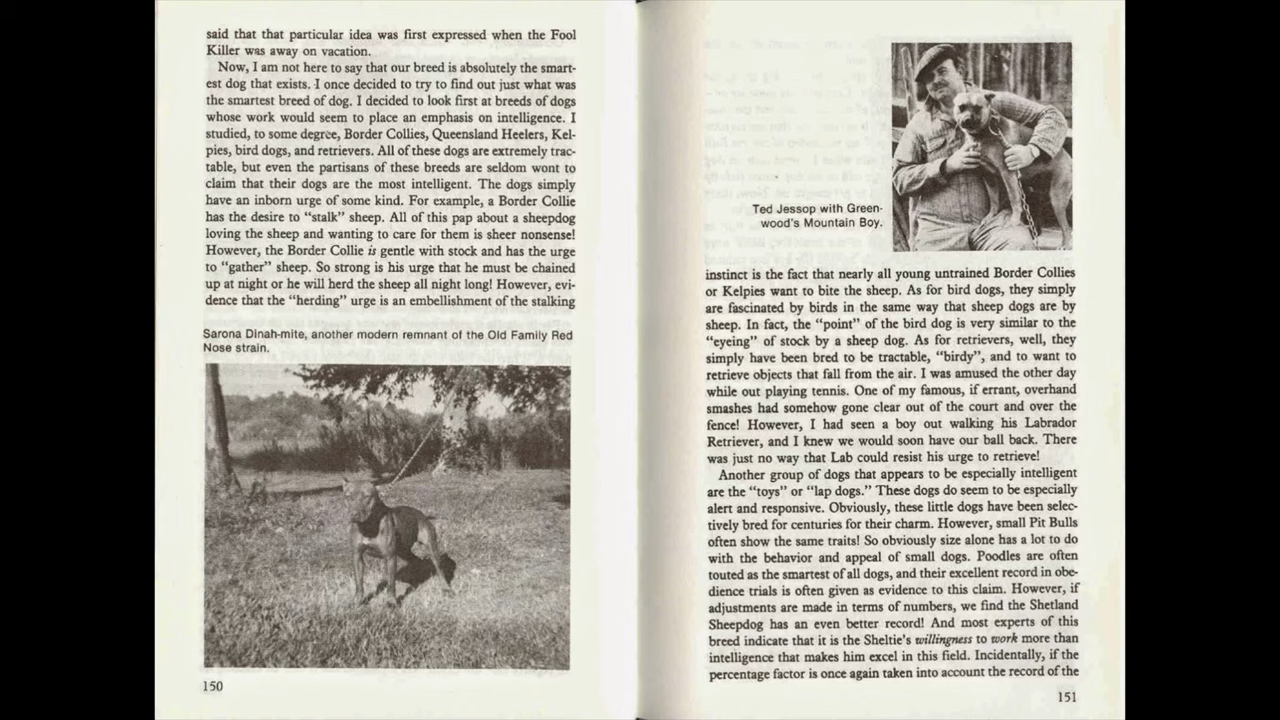 said that that particular idea was first expressed when the Fool
Killer was away on vacation.
Now, I am not here to say that our breed is absolutely the smart-
est dog that exists. I once decided to try to find out just what was
the smartest breed of dog. I decided to look first at breeds of dogs
whose work would seem to place an emphasis on intelligence. I
studied, to some degree, Border Collies, Queensland Heelers, Kel-
pies, bird dogs, and retrievers. All of these dogs are extremely trac-
table, but even the partisans of these breeds are seldom wont to
claim that their dogs are the most intelligent. The dogs simply
have an inborn urge of some kind. For example, a Border Collie
has the desire to “stalk” sheep. All of this pap about a sheepdog
loving the sheep and wanting to care for them is sheer nonsense!
However, the Border Collie is gentle with stock and has the urge
to “gather” sheep. So strong is his urge that he must be chained
up at night or he will herd the sheep all night long! However, evi-
dence that the “herding” urge is an embellishment of the stalking
Sarona Dinah-mite, another modern remnant of the Old Family Red
Nose strain.
150
Ted Jessop with Green-
wood's Mountain Boy.
instinct is the fact that nearly all young untrained Border Collies
or Kelpies want to bite the sheep. As for bird dogs, they simply
are fascinated by birds in the same way that sheep dogs are by
sheep. In fact, the “point” of the bird dog is very similar to the
“eyeing” of stock by a sheep dog. As for retrievers, well, they
simply have been bred to be tractable, “birdy”, and to want to
retrieve objects that fall from the air. I was amused the other day
while out playing tennis. One of my famous, if errant, overhand
smashes had somehow gone clear out of the court and over the
fence! However, I had seen a boy out walking his Labrador
Retriever, and I knew we would soon have our ball back. There
was just no way that Lab could resist his urge to retrieve!
Another group of dogs that appears to be especially intelligent
are the “toys” or “lap dogs.” These dogs do seem to be especially
alert and responsive. Obviously, these little dogs have been selec-
tively bred for centuries for their charm. However, small Pit Bulls
often show the same traits! So obviously size alone has a lot to do
with the behavior and appeal of small dogs. Poodles are often
touted as the smartest of all dogs, and their excellent record in obe-
dience trials is often given as evidence to this claim. However, if
adjustments are made in terms of numbers, we find the Shetland
Sheepdog has an even better record! And most experts of this
breed indicate that it is the Sheltie's willingness to work more than
intelligence that makes him excel in this field. Incidentally, if the
percentage factor is once again taken into account the record of the
151